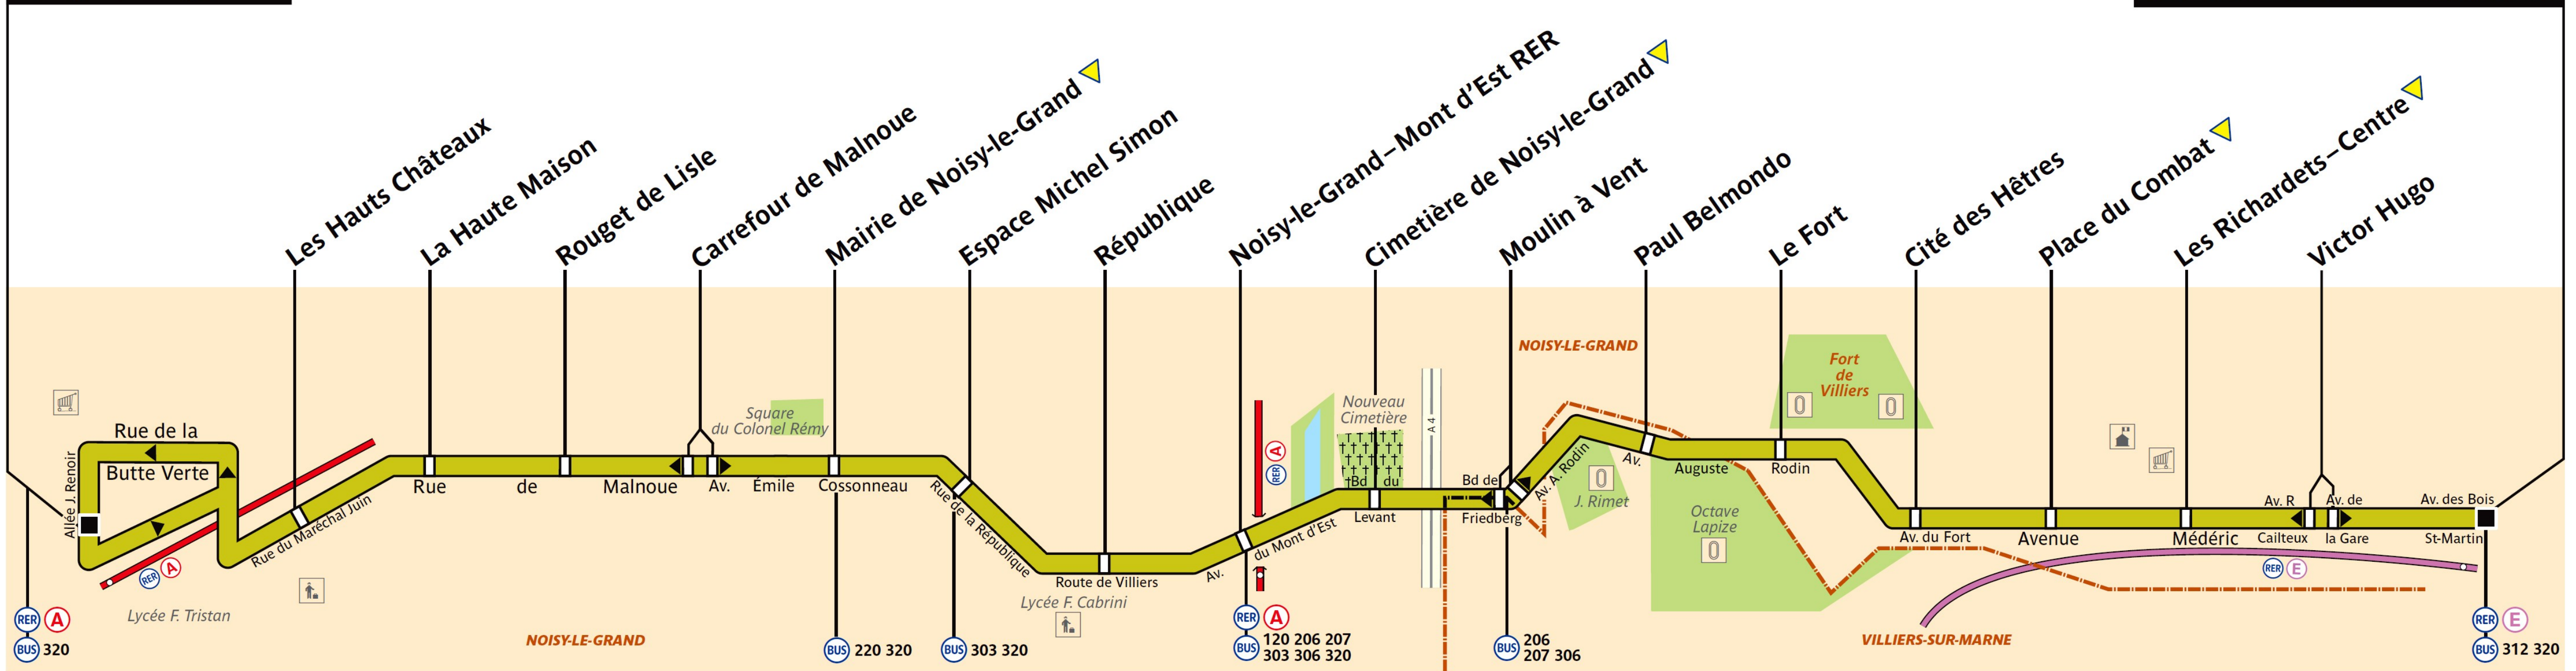 Les Hauts Châteaux
La Haute Maison
Rouget de Lisle
Carrefour de Malnoue
Mairie de Noisy-le-Grand
Espace Michel Simon
République
Noisy-le-Grand–Mont d'Est RER
Cimetière de Noisy-le-Grand
Moulin à Vent
Paul Belmondo
Le Fort
Cité des Hêtres
Place du Combat
Les Richardets–Centre
Victor Hugo
Allée J. Renoir
Rue de la
Butte Verte
RER A
Lycée F. Tristan
RER A
BUS 320
Rue du Maréchal Juin
Rue de Malnoue
NOISY-LE-GRAND
Square
du Colonel Rémy
Av. Émile Cossonneau
BUS 220 320
Rue de la République
BUS 303 320
Route de Villiers
Lycée F. Cabrini
Av. du Mont d'Est
RER A
RER A
BUS 120 206 207
303 306 320
Nouveau
Cimetière
Bd du
Levant
A 4
Bd de
Friedberg
BUS 206
207 306
NOISY-LE-GRAND
Av. A. Rodin
J. Rimet
Av. Auguste Rodin
Octave
Lapize
Fort
de
Villiers
VILLIERS-SUR-MARNE
Av. du Fort
Avenue Médéric
Av. R
Cailteux
Av. de
la Gare
RER E
Av. des Bois
St-Martin
RER E
BUS 312 320